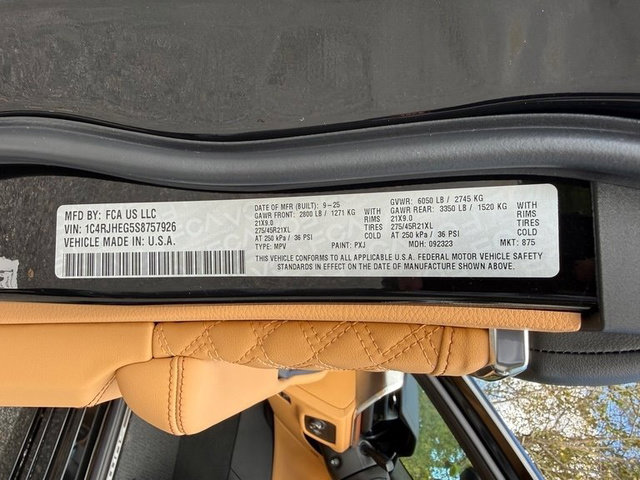 MFD BY: FCA US LLC
VIN: 1C4RJHEG5S8757926
VEHICLE MADE IN U.S.A.
DATE OF MFR (BUILT): 9-25
GAWR FRONT: 2800 LB/ 1271 KG
21X9.0
275/45R21XL
AT 250 kPa / 36 PSI
TYPE: MPV
WITH
RIMS
TIRES
COLD
PAINT: PXJ
GVWR: 6050 LB/ 2745 KG
GAWR REAR: 3350 LB/ 1520 KG
21X9.0
275/45R21XL
AT 250 kPa / 36 PSI
MDH: 092323
WITH
RIMS
TIRES
COLD
MKT: 875
THIS VEHICLE CONFORMS TO ALL APPLICABLE U.S.A. FEDERAL MOTOR VEHICLE SAFETY
CERTIFICATION STANDARDS IN EFFECT ON THE DATE OF MANUFACTURE SHOWN ABOVE.